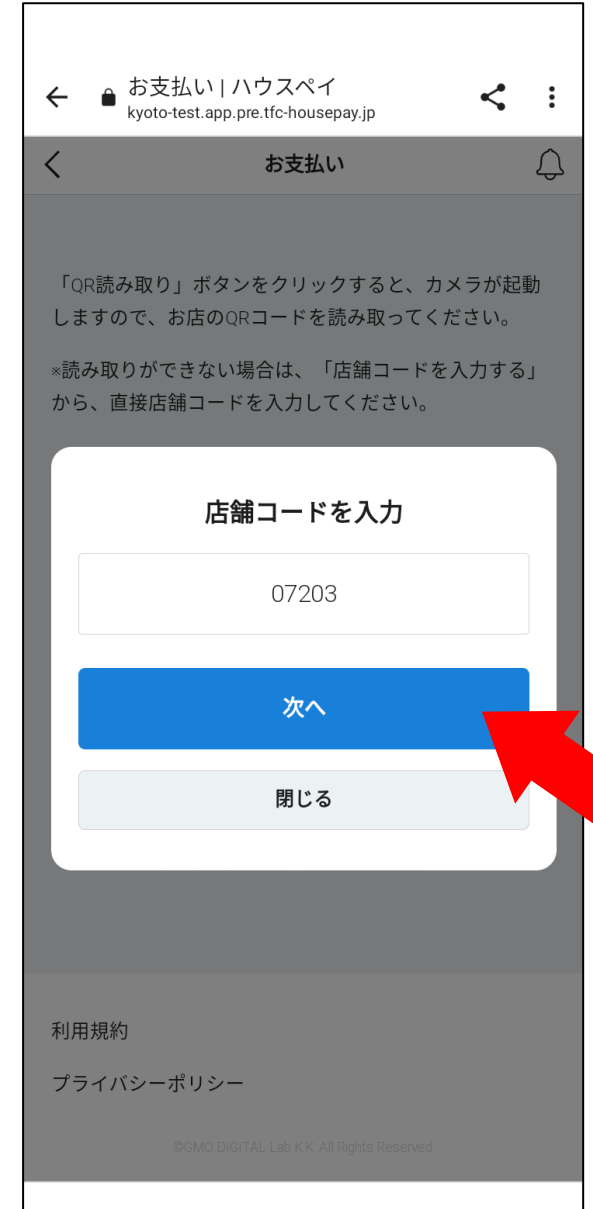 お支払い | ハウスペイ
kyoto-test.app.pre.tfc-housepay.jp
お支払い
「QR読み取り」ボタンをクリックすると、カメラが起動
しますので、お店のQRコードを読み取ってください。
※読み取りができない場合は、「店舗コードを入力する」
から、直接店舗コードを入力してください。
店舗コードを入力
07203
次へ
閉じる
利用規約
プライバシーポリシー
©GMO DIGITAL Lab K.K. All Rights Reserved